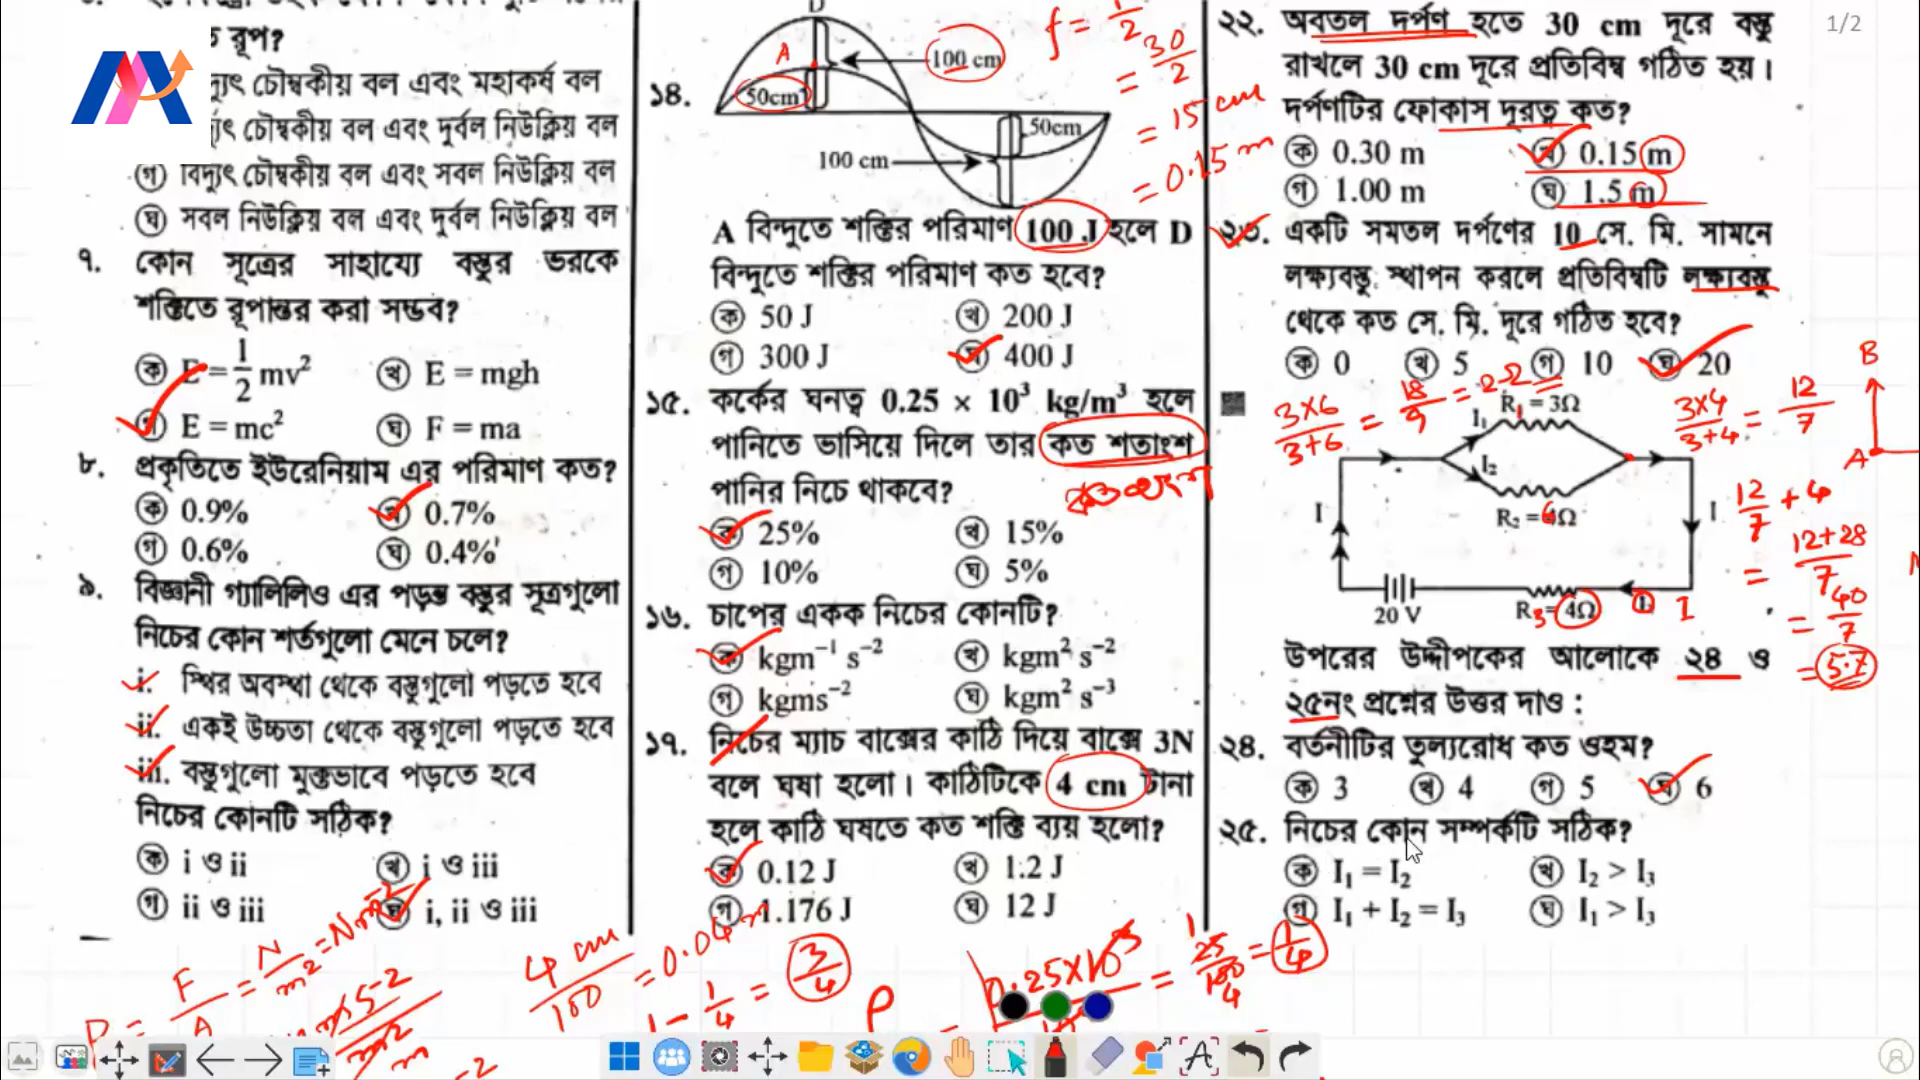 ত রূপ?
দ্যুৎ চৌম্বকীয় বল এবং মহাকর্ষ বল
র্দ্যুৎ চৌম্বকীয় বল এবং দুর্বল নিউক্লিয় বল
গ বিদ্যুৎ চৌম্বকীয় বল এবং সবল নিউক্লিয় বল
ঘ সবল নিউক্লিয় বল এবং দুর্বল নিউক্লিয় বল
৭. কোন সূত্রের সাহায্যে বস্তুর ভরকে
শক্তিতে রূপান্তর করা সম্ভব?
ক E = 1/2 mv² খ E = mgh
গ E = mc² ঘ F = ma
৮. প্রকৃতিতে ইউরেনিয়াম এর পরিমাণ কত?
ক 0.9% খ 0.7%
গ 0.6% ঘ 0.4%
৯. বিজ্ঞানী গ্যালিলিও এর পড়ন্ত বস্তুর সূত্রগুলো
নিচের কোন শর্তগুলো মেনে চলে?
i. স্থির অবস্থা থেকে বস্তুগুলো পড়তে হবে
ii. একই উচ্চতা থেকে বস্তুগুলো পড়তে হবে
iii. বস্তুগুলো মুক্তভাবে পড়তে হবে
নিচের কোনটি সঠিক?
ক i ও ii খ i ও iii
গ ii ও iii ঘ i, ii ও iii
P = F/A = N/m² = Nm⁻²
4 cm/100 = 0.04 m
১৪.
D
A
100 cm
50cm
50cm
100 cm
A বিন্দুতে শক্তির পরিমাণ 100 J হলে D
বিন্দুতে শক্তির পরিমাণ কত হবে?
ক 50 J খ 200 J
গ 300 J ঘ 400 J
১৫. কর্কের ঘনত্ব 0.25 × 10³ kg/m³ হলে
পানিতে ভাসিয়ে দিলে তার কত শতাংশ
পানির নিচে থাকবে?
ক 25% খ 15%
গ 10% ঘ 5%
১৬. চাপের একক নিচের কোনটি?
ক kgm⁻¹ s⁻² খ kgm² s⁻²
গ kgms⁻² ঘ kgm² s⁻³
১৭. নিচের ম্যাচ বাক্সের কাঠি দিয়ে বাক্সে 3N
বলে ঘষা হলো। কাঠিটিকে 4 cm টানা
হলে কাঠি ঘষতে কত শক্তি ব্যয় হলো?
ক 0.12 J খ 1.2 J
গ 1.176 J ঘ 12 J
1 - 1/4 = 3/4
ρ
0.25×10³
= 25/100 = 1/4
1
4
f = 1/2
= 30/2
= 15 cm
= 0.15 m
1/2
২২. অবতল দর্পণ হতে 30 cm দূরে বস্তু
রাখলে 30 cm দূরে প্রতিবিম্ব গঠিত হয়।
দর্পণটির ফোকাস দূরত্ব কত?
ক 0.30 m খ 0.15 m
গ 1.00 m ঘ 1.5 m
২৩. একটি সমতল দর্পণের 10 সে. মি. সামনে
লক্ষ্যবস্তু স্থাপন করলে প্রতিবিম্বটি লক্ষ্যবস্তু
থেকে কত সে. মি. দূরে গঠিত হবে?
ক 0 খ 5 গ 10 ঘ 20
3×6/3+6 = 18/9 = 2
3×4/3+4 = 12/7
B
A
R₁ = 3Ω
I₁
I₂
R₂ = 6Ω
I
I
20 V
R₃ = 4Ω
I
12/7 + 4
= 12+28/7
= 40/7
= 5.7
উপরের উদ্দীপকের আলোকে ২৪ ও
২৫নং প্রশ্নের উত্তর দাও :
২৪. বর্তনীটির তুল্যরোধ কত ওহম?
ক 3 খ 4 গ 5 ঘ 6
২৫. নিচের কোন সম্পর্কটি সঠিক?
ক I₁ = I₂ খ I₂ > I₃
গ I₁ + I₂ = I₃ ঘ I₁ > I₃